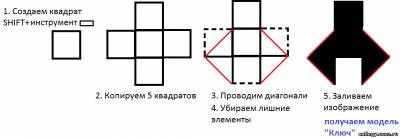 1. Создаем квадрат
SHIFT+инструмент
2. Копируем 5 квадратов
3. Проводим диагонали
4. Убираем лишние
элементы
5. Заливаем
изображение
получаем модель
"Ключ"